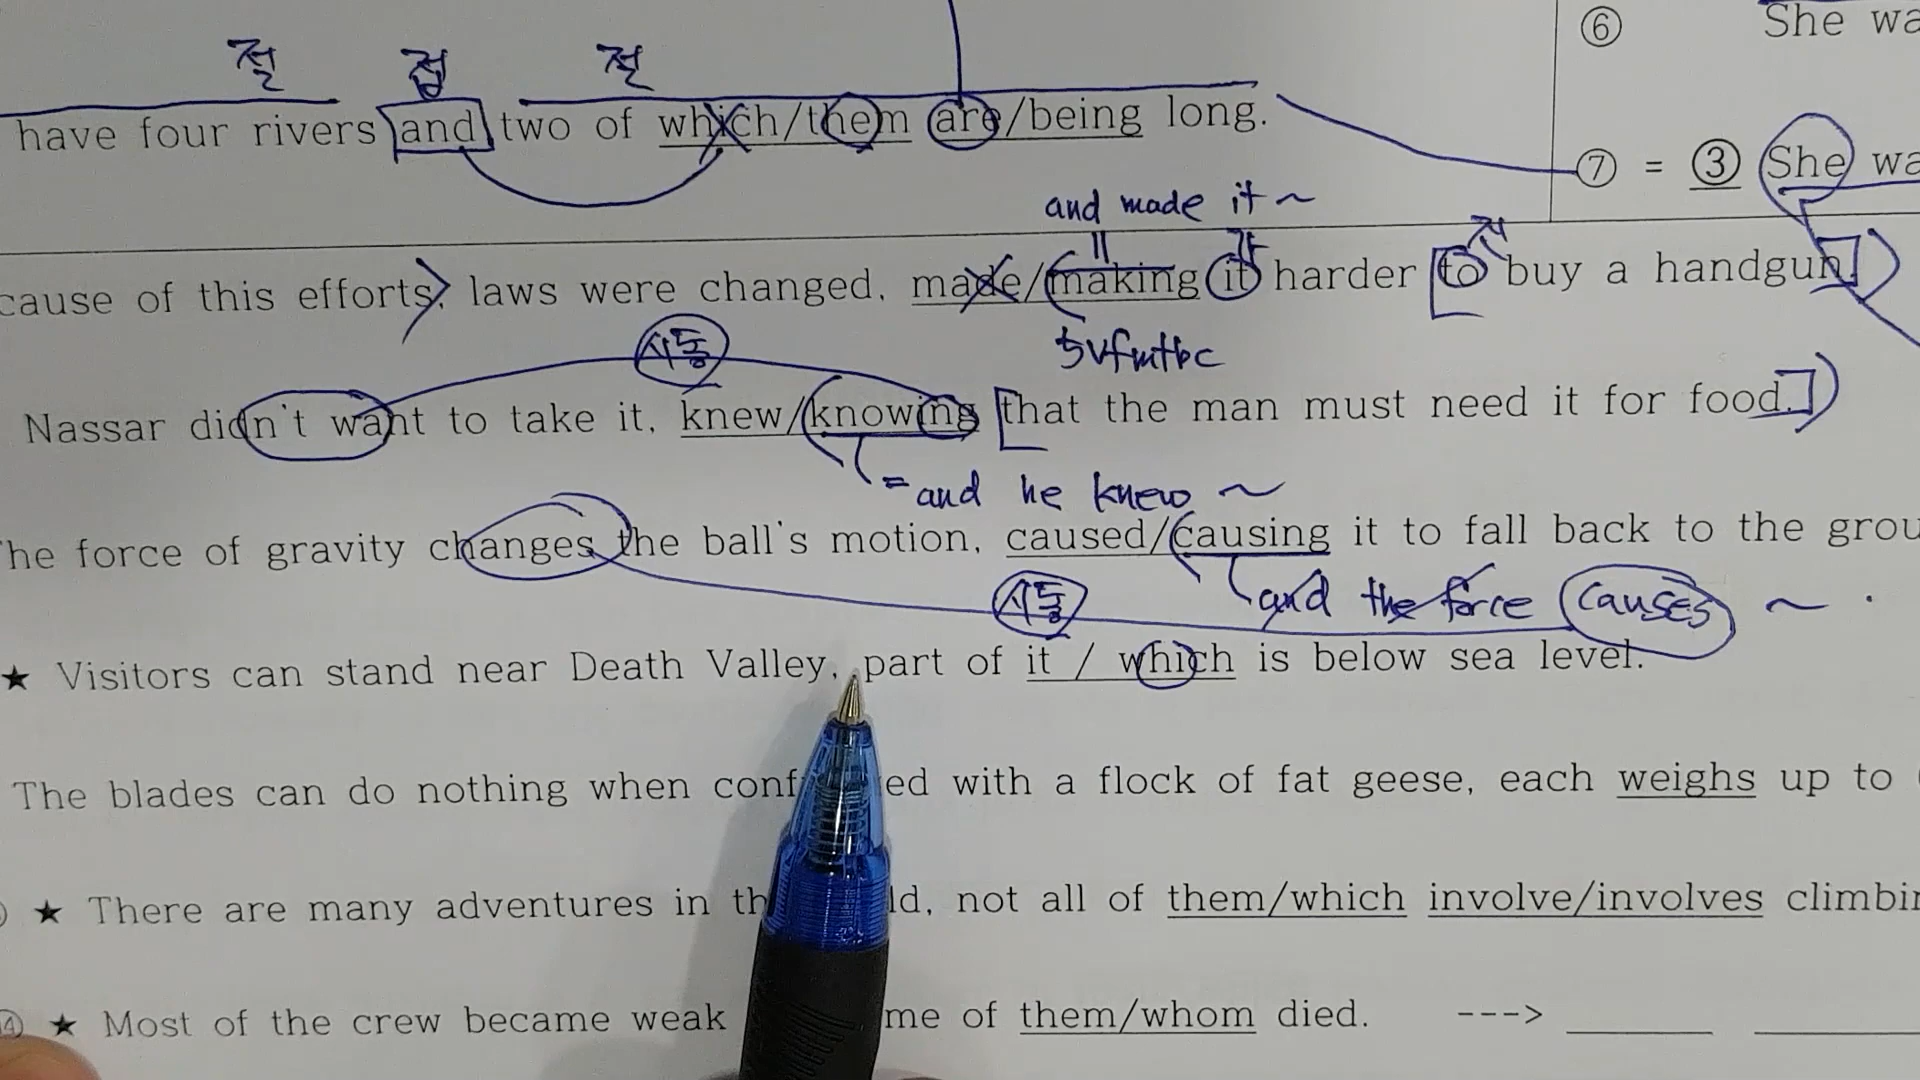 ⑥ She wa
절 접 절
have four rivers and two of which/them are/being long.
⑦ = ③ She wa
and made it ~
cause of this efforts, laws were changed, made/making it harder to buy a handgun.
시동
Nassar didn't want to take it, knew/knowing that the man must need it for food.
= and he knew ~
The force of gravity changes the ball's motion, caused/causing it to fall back to the grou
시동 and the force causes ~
★ Visitors can stand near Death Valley, part of it / which is below sea level.
The blades can do nothing when conf ed with a flock of fat geese, each weighs up to
★ There are many adventures in th ld, not all of them/which involve/involves climbin
④ ★ Most of the crew became weak me of them/whom died. --->